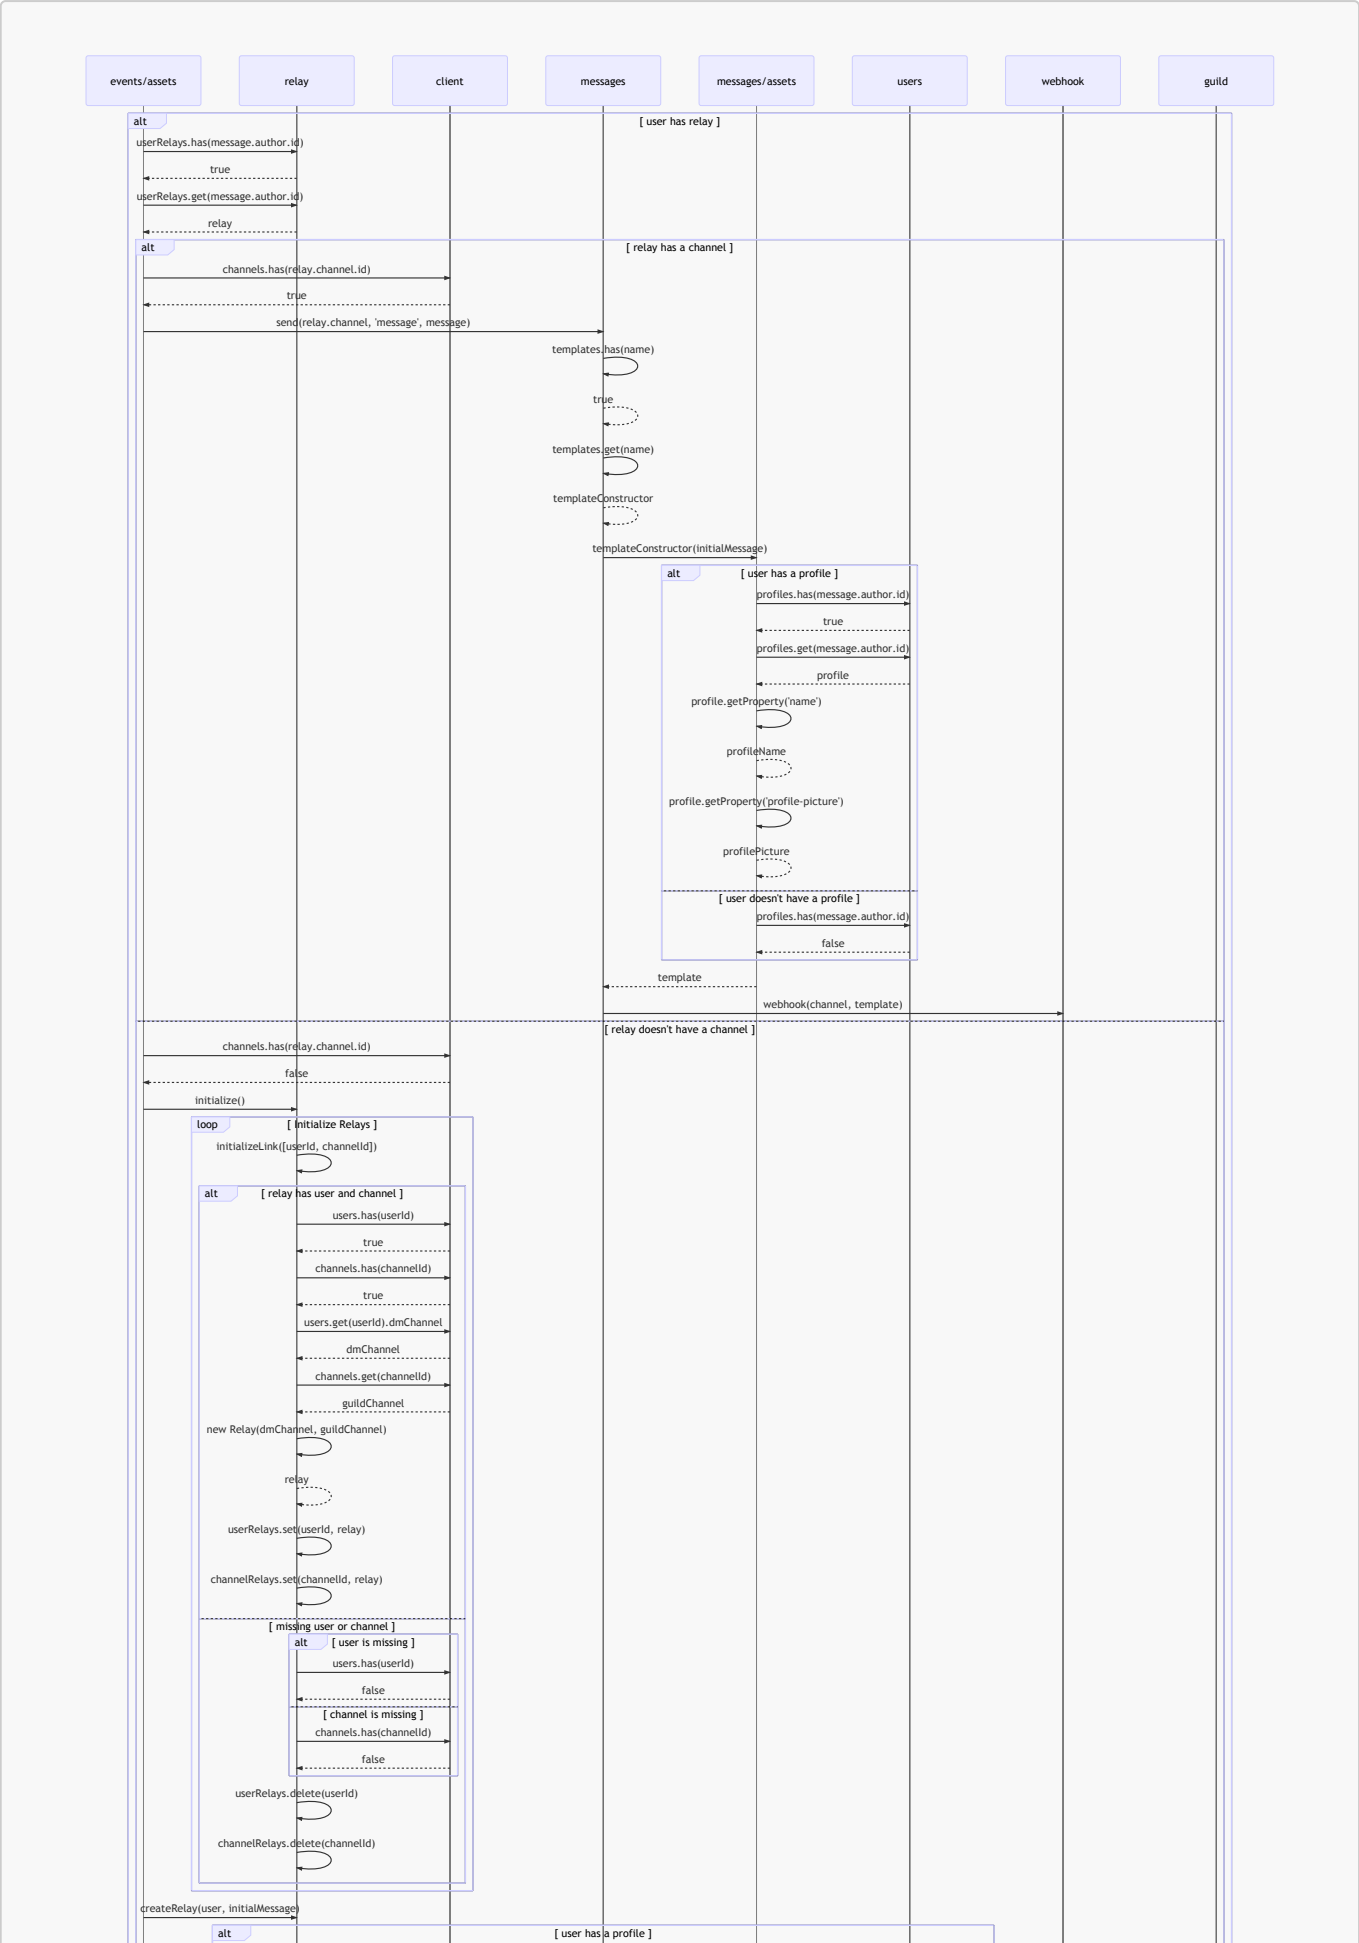 events/assets
relay
client
messages
messages/assets
users
webhook
guild
alt
[ user has relay ]
userRelays.has(message.author.id)
true
userRelays.get(message.author.id)
relay
alt
[ relay has a channel ]
channels.has(relay.channel.id)
true
send(relay.channel, 'message', message)
templates.has(name)
true
templates.get(name)
templateConstructor
templateConstructor(initialMessage)
alt
[ user has a profile ]
profiles.has(message.author.id)
true
profiles.get(message.author.id)
profile
profile.getProperty('name')
profileName
profile.getProperty('profile-picture')
profilePicture
[ user doesn't have a profile ]
profiles.has(message.author.id)
false
template
webhook(channel, template)
[ relay doesn't have a channel ]
channels.has(relay.channel.id)
false
initialize()
loop
[ Initialize Relays ]
initializeLink([userId, channelId])
alt
[ relay has user and channel ]
users.has(userId)
true
channels.has(channelId)
true
users.get(userId).dmChannel
dmChannel
channels.get(channelId)
guildChannel
new Relay(dmChannel, guildChannel)
relay
userRelays.set(userId, relay)
channelRelays.set(channelId, relay)
[ missing user or channel ]
alt
[ user is missing ]
users.has(userId)
false
[ channel is missing ]
channels.has(channelId)
false
userRelays.delete(userId)
channelRelays.delete(channelId)
createRelay(user, initialMessage)
alt
[ user has a profile ]